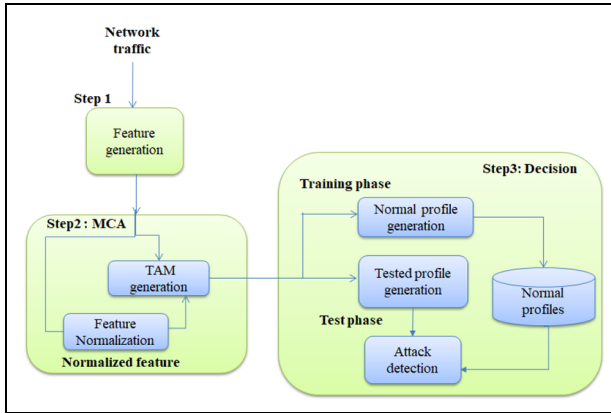 Network
traffic
Step 1
Feature
generation
Step2 : MCA
TAM
generation
Feature
Normalization
Normalized feature
Step3: Decision
Training phase
Normal profile
generation
Tested profile
generation
Normal
profiles
Test phase
Attack
detection